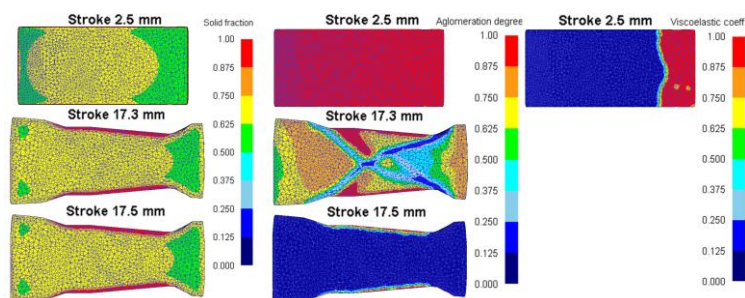 Stroke 2.5 mm
Solid fraction
1.00
0.875
0.750
0.625
0.500
0.375
0.250
0.125
0.000
Stroke 17.3 mm
Stroke 17.5 mm
Stroke 2.5 mm
Aglomeration degree
1.00
0.875
0.750
0.625
0.500
0.375
0.250
0.125
0.000
Stroke 17.3 mm
Stroke 17.5 mm
Stroke 2.5 mm
Viscoelastic coeff
1.00
0.875
0.750
0.625
0.500
0.375
0.250
0.125
0.000